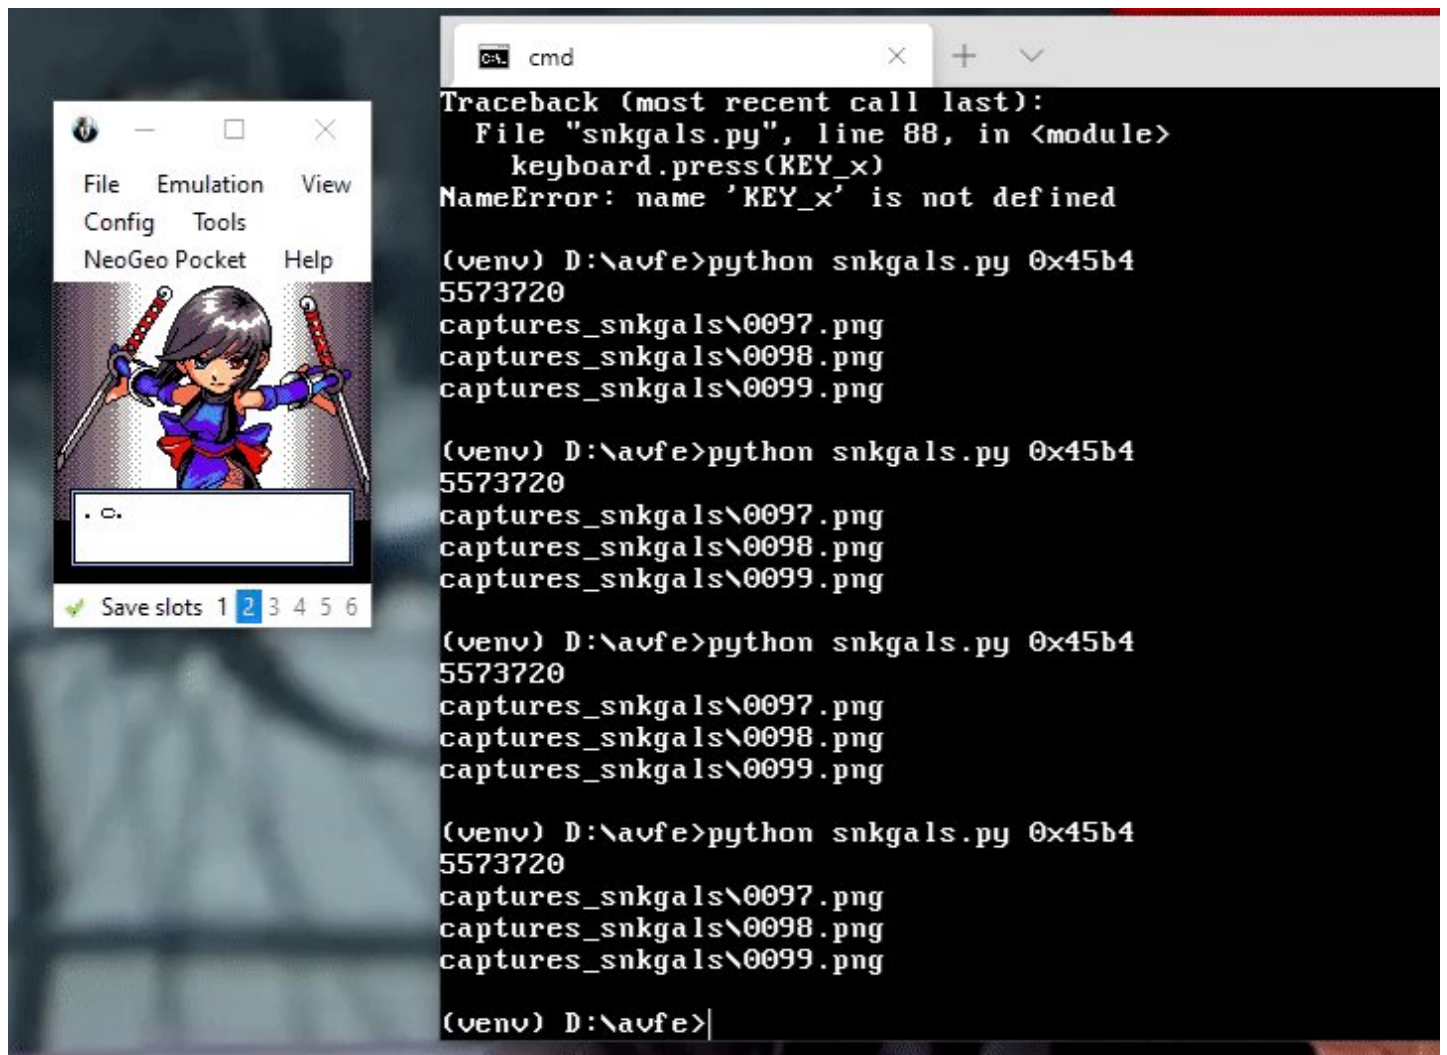 cmd
Traceback (most recent call last):
File "snkgals.py", line 88, in <module>
keyboard.press(KEY_x)
NameError: name 'KEY_x' is not defined
(venv) D:\avfe>python snkgals.py 0x45b4
5573720
captures_snkgals\0097.png
captures_snkgals\0098.png
captures_snkgals\0099.png
(venv) D:\avfe>python snkgals.py 0x45b4
5573720
captures_snkgals\0097.png
captures_snkgals\0098.png
captures_snkgals\0099.png
(venv) D:\avfe>python snkgals.py 0x45b4
5573720
captures_snkgals\0097.png
captures_snkgals\0098.png
captures_snkgals\0099.png
(venv) D:\avfe>python snkgals.py 0x45b4
5573720
captures_snkgals\0097.png
captures_snkgals\0098.png
captures_snkgals\0099.png
(venv) D:\avfe>
File Emulation View
Config Tools
NeoGeo Pocket Help
Save slots 1 2 3 4 5 6